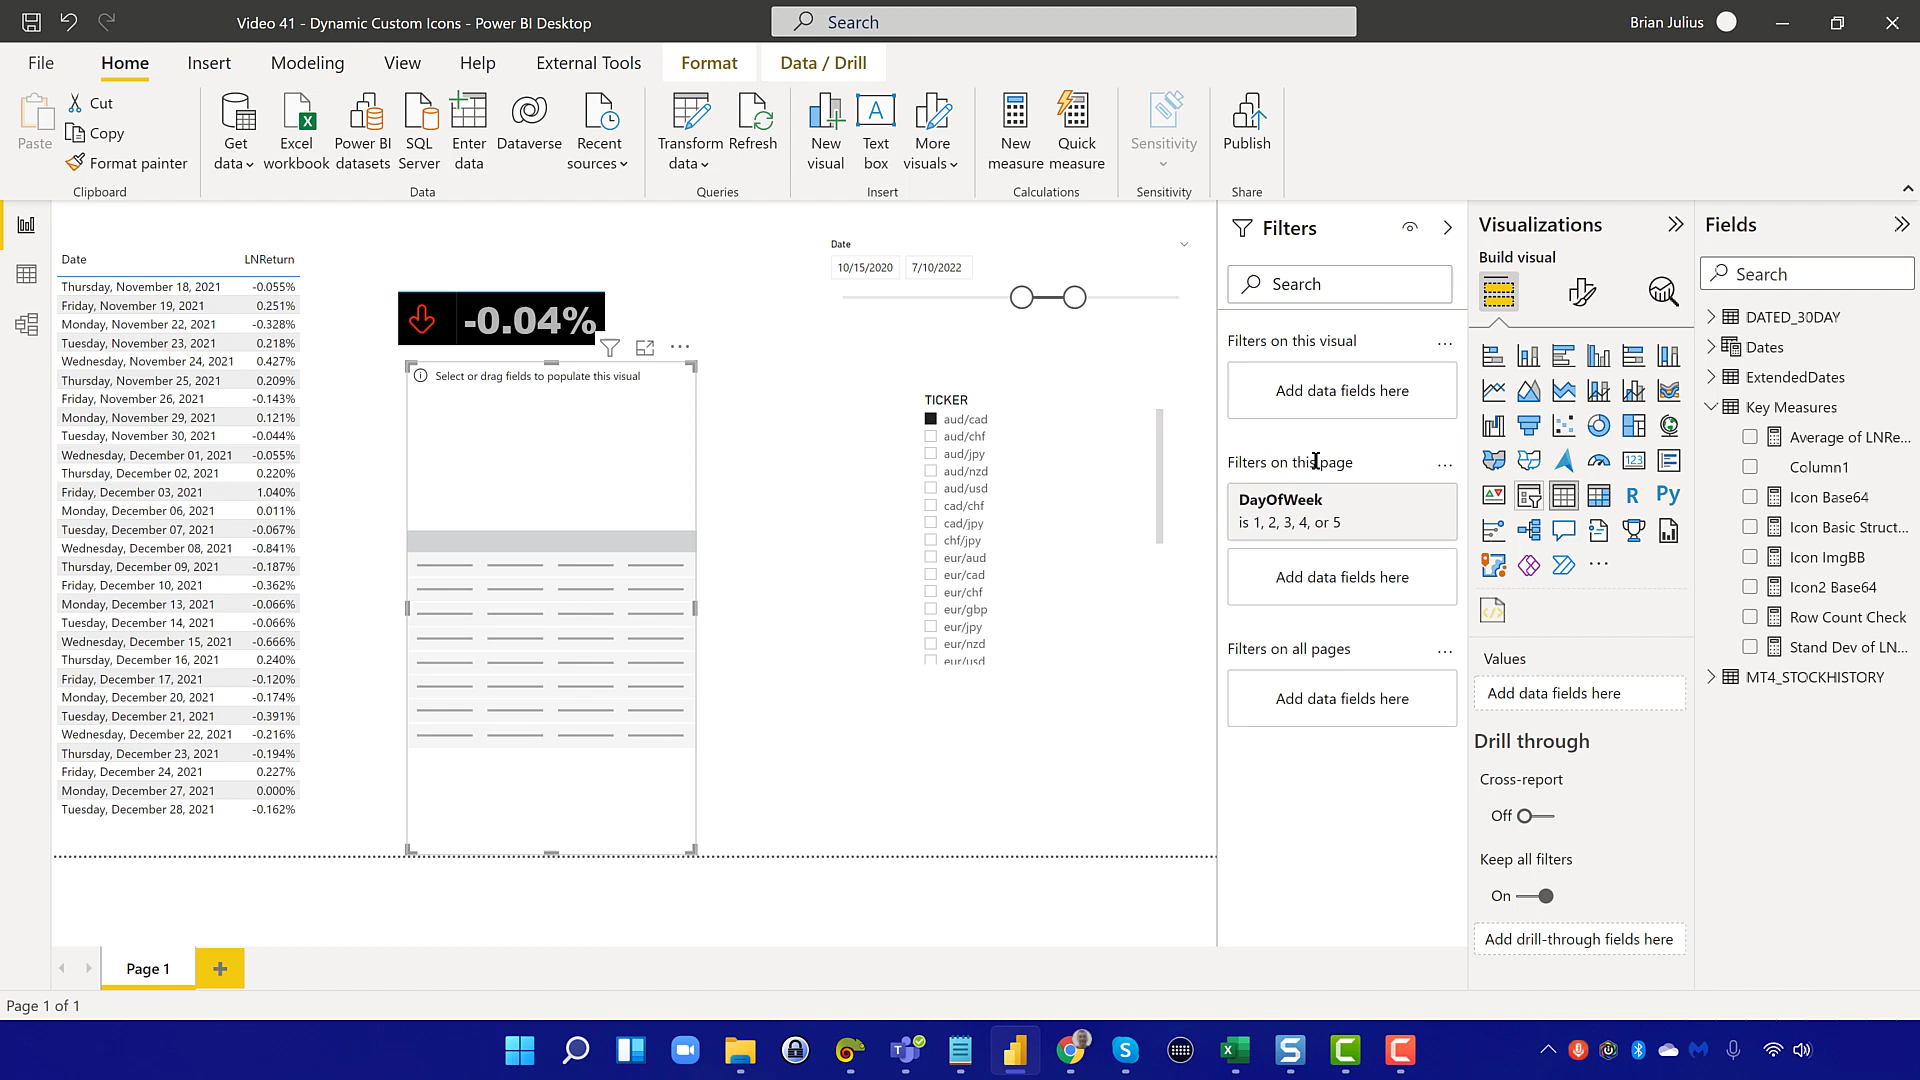 Video 41 - Dynamic Custom Icons - Power BI Desktop
Search
Brian Julius
File
Home
Insert
Modeling
View
Help
External Tools
Format
Data / Drill
Paste
Cut
Copy
Format painter
Get data
Excel workbook
Power BI datasets
SQL Server
Enter data
Dataverse
Recent sources
Transform data
Refresh
New visual
Text box
More visuals
New measure
Quick measure
Sensitivity
Publish
Clipboard
Data
Queries
Insert
Calculations
Sensitivity
Share
Date LNReturn
Thursday, November 18, 2021 -0.055%
Friday, November 19, 2021 0.251%
Monday, November 22, 2021 -0.328%
Tuesday, November 23, 2021 0.218%
Wednesday, November 24, 2021 0.427%
Thursday, November 25, 2021 0.209%
Friday, November 26, 2021 -0.143%
Monday, November 29, 2021 0.121%
Tuesday, November 30, 2021 -0.044%
Wednesday, December 01, 2021 -0.055%
Thursday, December 02, 2021 0.220%
Friday, December 03, 2021 1.040%
Monday, December 06, 2021 0.011%
Tuesday, December 07, 2021 -0.067%
Wednesday, December 08, 2021 -0.841%
Thursday, December 09, 2021 -0.187%
Friday, December 10, 2021 -0.362%
Monday, December 13, 2021 -0.066%
Tuesday, December 14, 2021 -0.066%
Wednesday, December 15, 2021 -0.666%
Thursday, December 16, 2021 0.240%
Friday, December 17, 2021 -0.120%
Monday, December 20, 2021 -0.174%
Tuesday, December 21, 2021 -0.391%
Wednesday, December 22, 2021 -0.216%
Thursday, December 23, 2021 -0.194%
Friday, December 24, 2021 0.227%
Monday, December 27, 2021 0.000%
Tuesday, December 28, 2021 -0.162%
-0.04%
Select or drag fields to populate this visual
Date
10/15/2020
7/10/2022
TICKER
aud/cad
aud/chf
aud/jpy
aud/nzd
aud/usd
cad/chf
cad/jpy
chf/jpy
eur/aud
eur/cad
eur/chf
eur/gbp
eur/jpy
eur/nzd
eur/usd
Filters
Search
Filters on this visual
Add data fields here
Filters on this page
DayOfWeek
is 1, 2, 3, 4, or 5
Add data fields here
Filters on all pages
Add data fields here
Visualizations
Build visual
123
R
Py
Values
Add data fields here
Drill through
Cross-report
Off
Keep all filters
On
Add drill-through fields here
Fields
Search
DATED_30DAY
Dates
ExtendedDates
Key Measures
Average of LNRe...
Column1
Icon Base64
Icon Basic Struct...
Icon ImgBB
Icon2 Base64
Row Count Check
Stand Dev of LN...
MT4_STOCKHISTORY
Page 1
Page 1 of 1